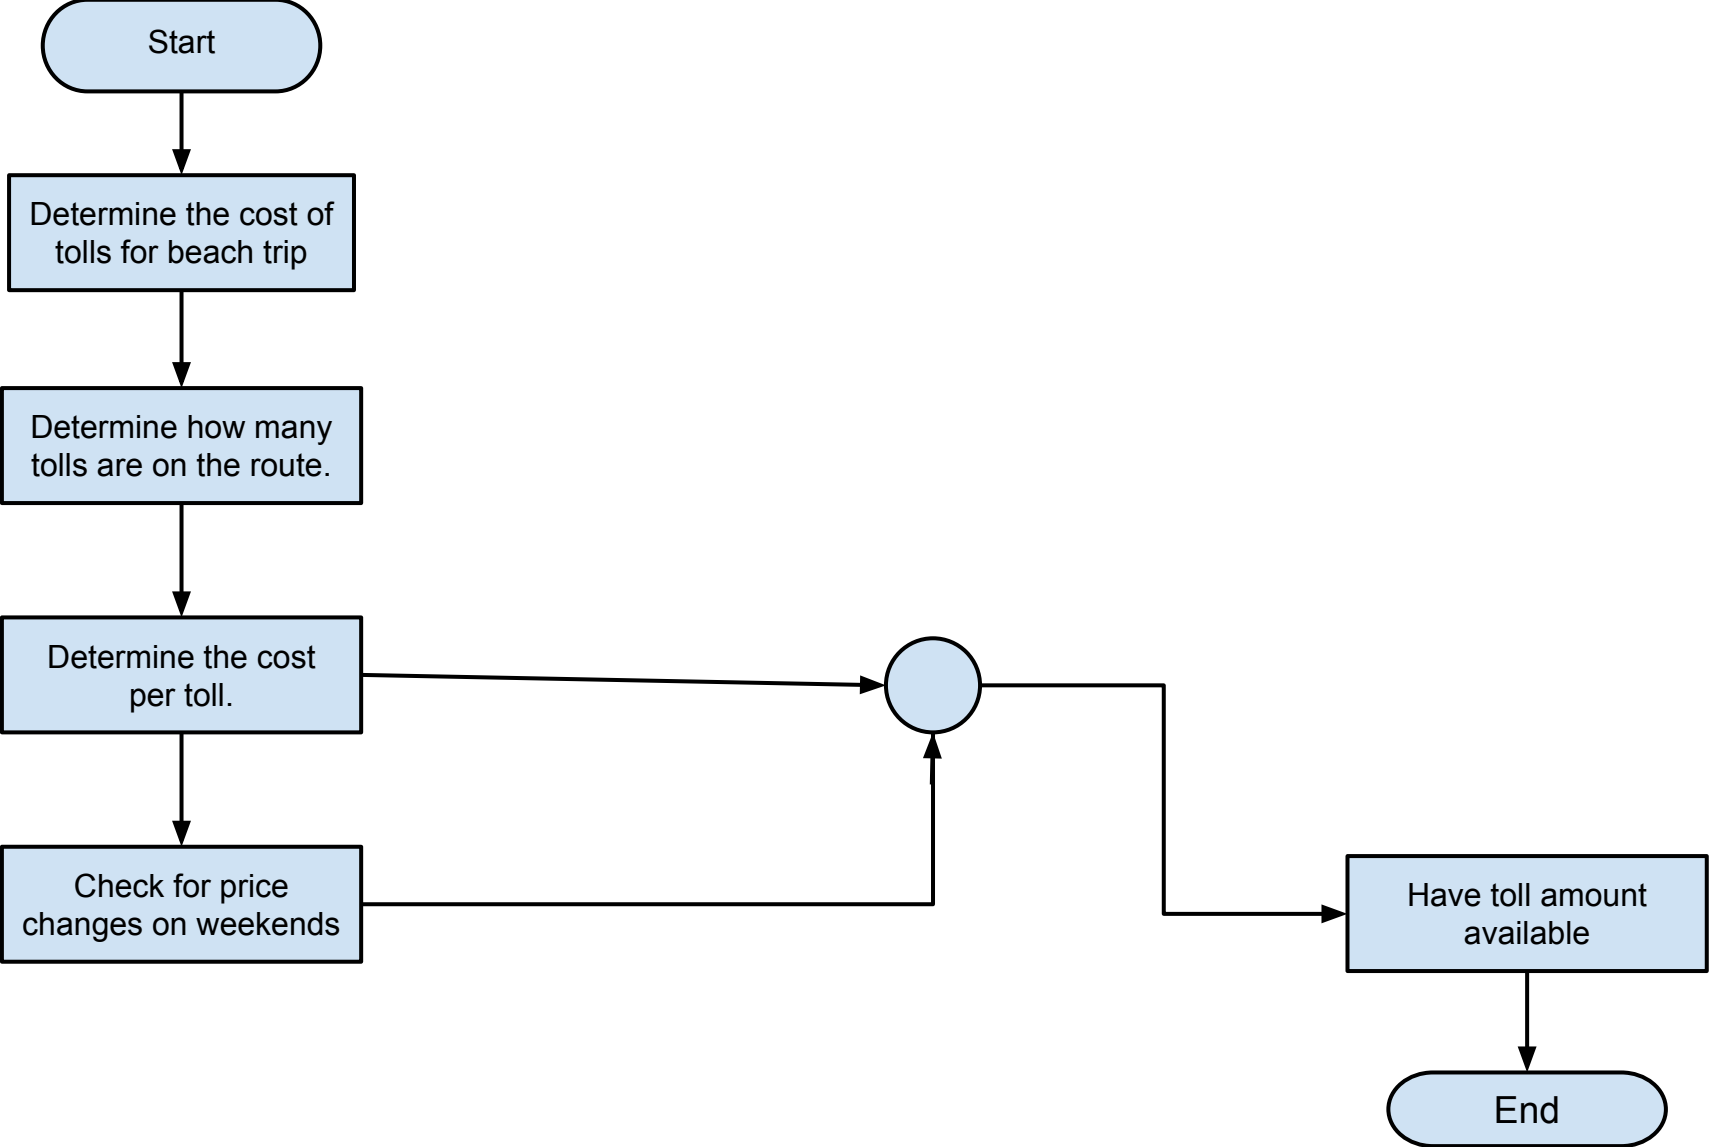 Start
Determine the cost of
tolls for beach trip
Determine how many
tolls are on the route.
Determine the cost
per toll.
Check for price
changes on weekends
Have toll amount
available
End